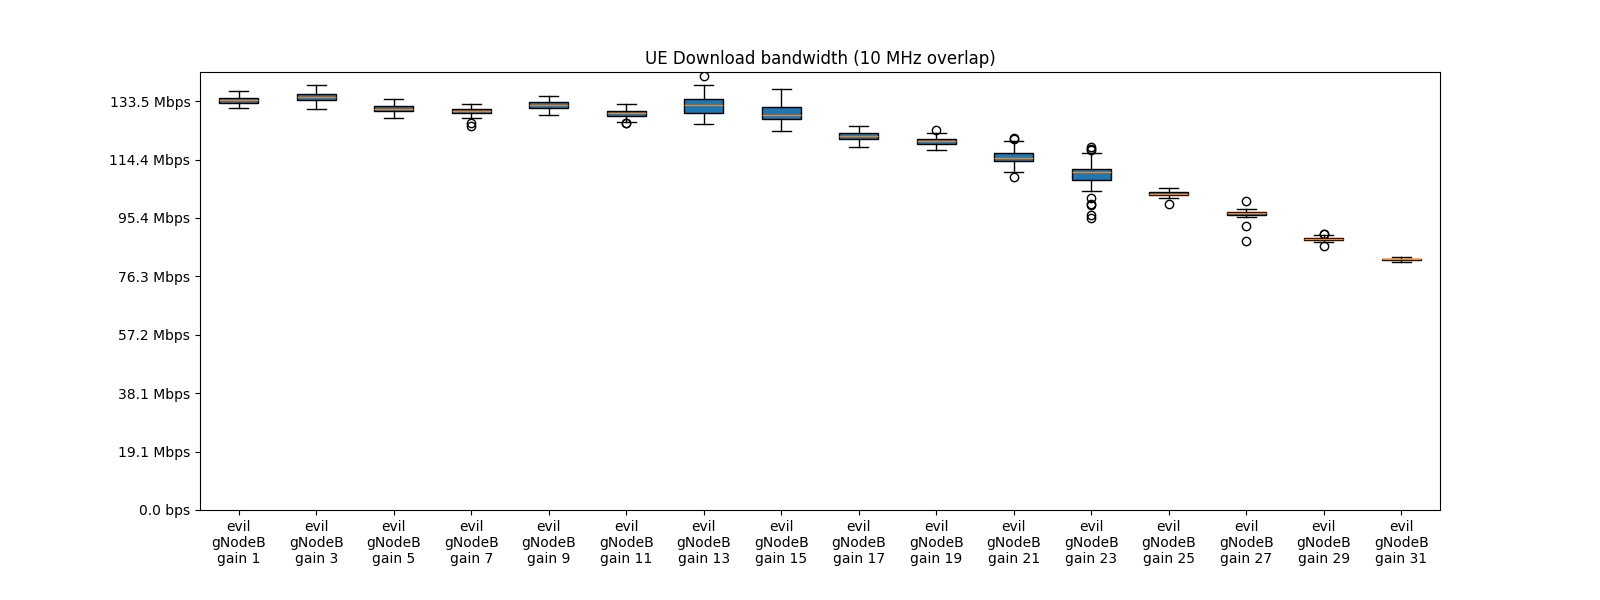 UE Download bandwidth (10 MHz overlap)
133.5 Mbps
114.4 Mbps
95.4 Mbps
76.3 Mbps
57.2 Mbps
38.1 Mbps
19.1 Mbps
0.0 bps
evil
gNodeB
gain 1
evil
gNodeB
gain 3
evil
gNodeB
gain 5
evil
gNodeB
gain 7
evil
gNodeB
gain 9
evil
gNodeB
gain 11
evil
gNodeB
gain 13
evil
gNodeB
gain 15
evil
gNodeB
gain 17
evil
gNodeB
gain 19
evil
gNodeB
gain 21
evil
gNodeB
gain 23
evil
gNodeB
gain 25
evil
gNodeB
gain 27
evil
gNodeB
gain 29
evil
gNodeB
gain 31